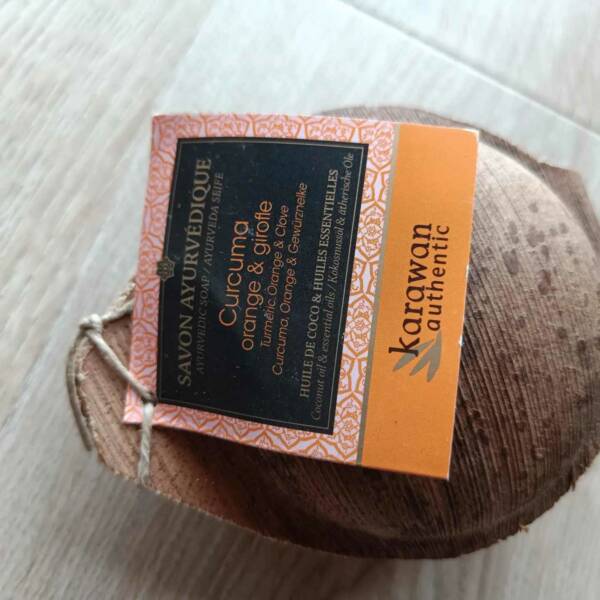 SAVON AYURVÉDIQUE
AYURVEDIC SOAP / AYURVEDA SEIFE
Curcuma
orange & girofle
Turmeric, Orange & Clove
Curcuma, Orange & Gewürznelke
HUILE DE COCO & HUILES ESSENTIELLES
Coconut oil & essential oils / Kokosnussöl & ätherische Öle
karawan
authentic